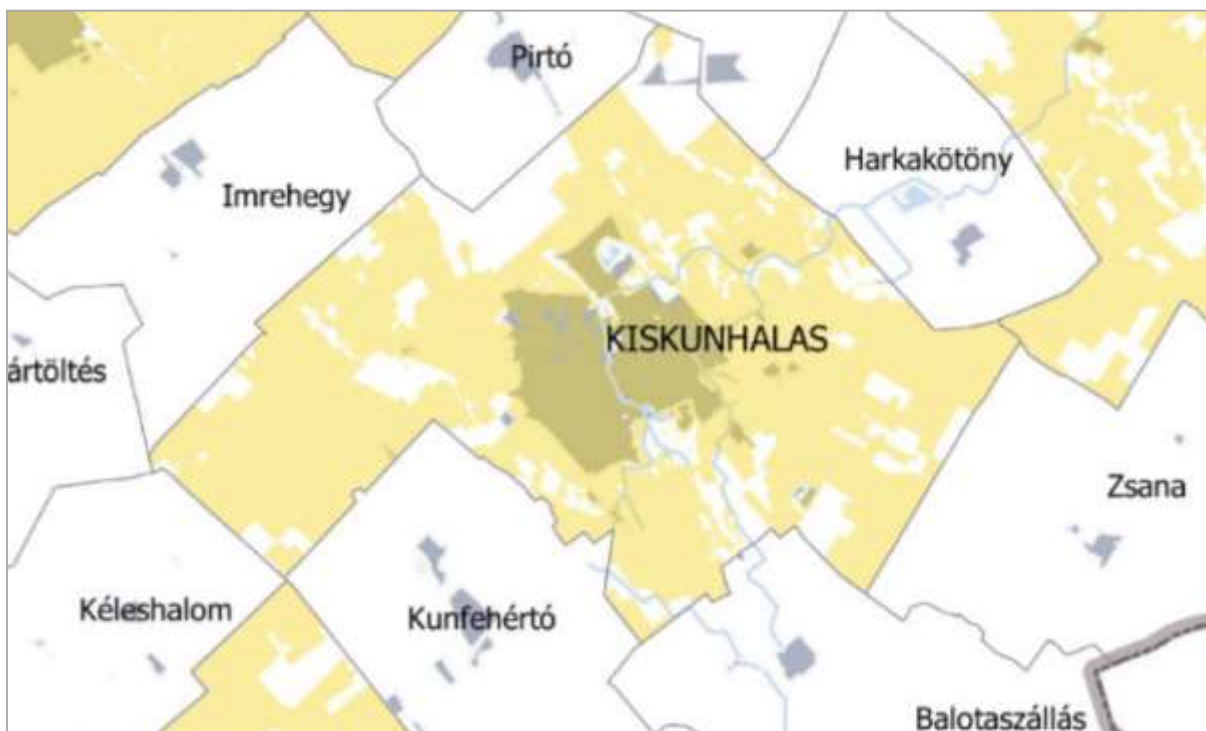 Pirtó
Harkakötöny
Imrehegy
KISKUNHALAS
ártöltés
Zsana
Kéleshalom
Kunfehértó
Balotaszállás